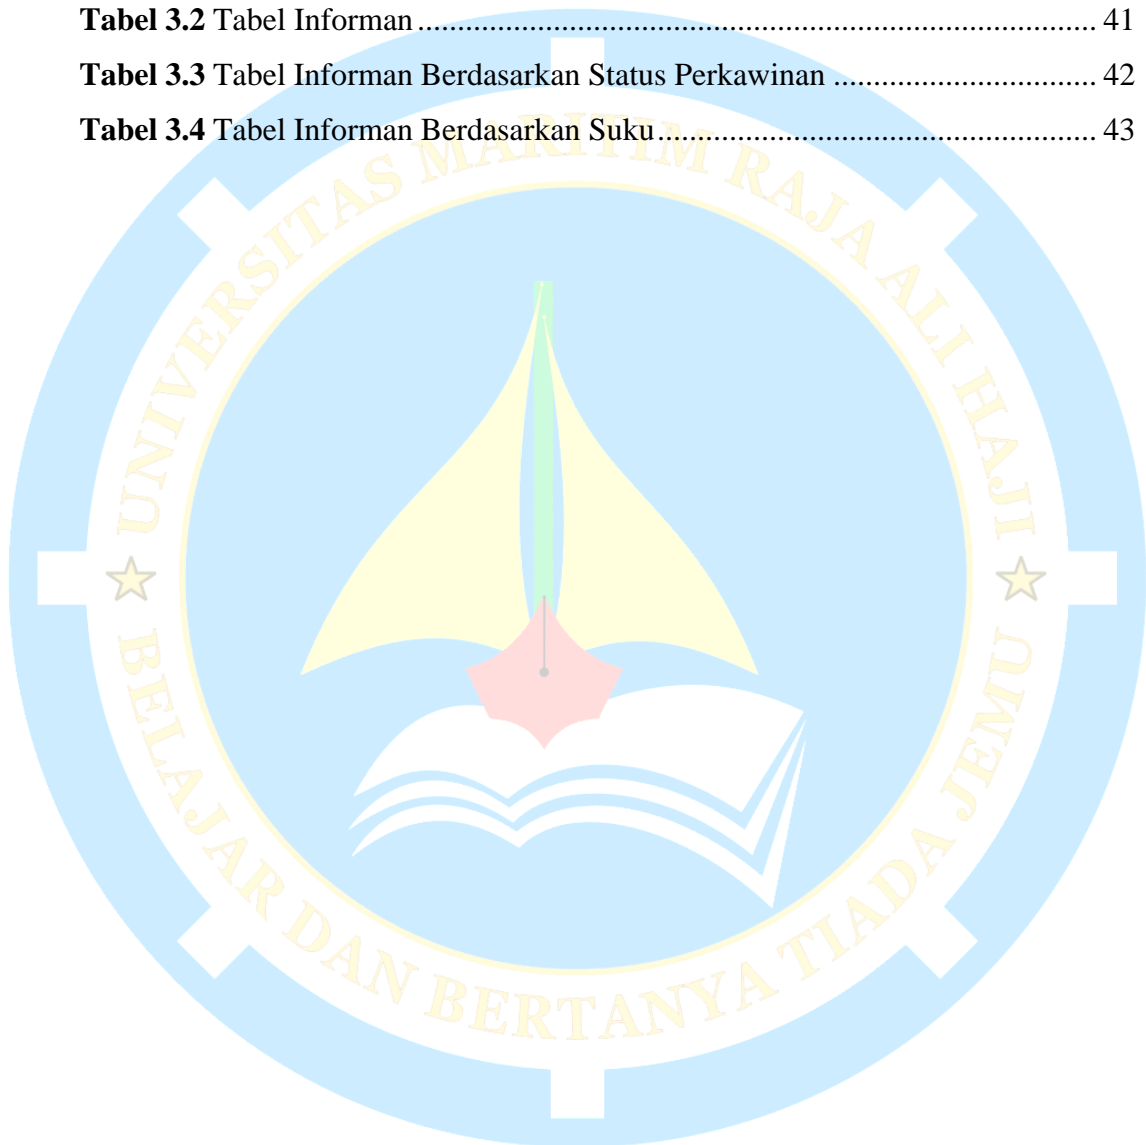 Tabel 3.2 Tabel Informan........................................................................................ 41
Tabel 3.3 Tabel Informan Berdasarkan Status Perkawinan .................................. 42
Tabel 3.4 Tabel Informan Berdasarkan Suku......................................................... 43
UNIVERSITAS MARITIM RAJA ALI HAJI
BELAJAR DAN BERTANYA TIADA JEMU